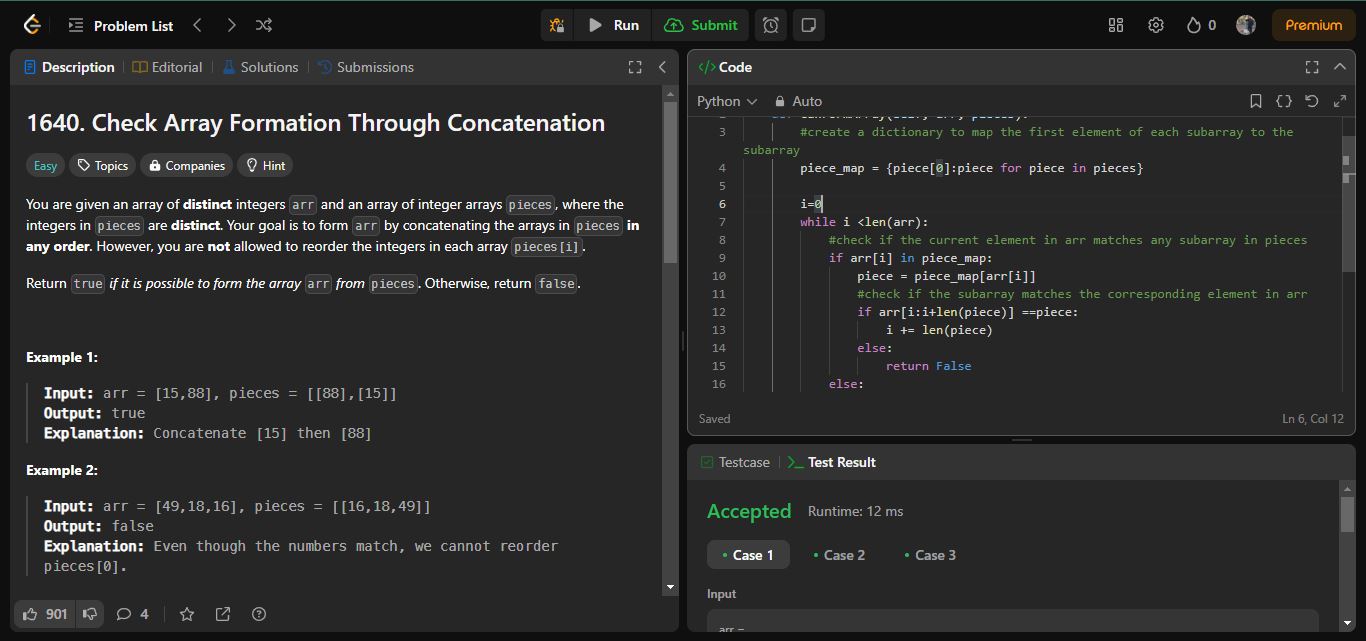 Problem List
Run
Submit
0
Premium
Description
Editorial
Solutions
Submissions
1640. Check Array Formation Through Concatenation
Easy
Topics
Companies
Hint
You are given an array of distinct integers arr and an array of integer arrays pieces, where the
integers in pieces are distinct. Your goal is to form arr by concatenating the arrays in pieces in
any order. However, you are not allowed to reorder the integers in each array pieces[i].
Return true if it is possible to form the array arr from pieces. Otherwise, return false.
Example 1:
Input: arr = [15,88], pieces = [[88],[15]]
Output: true
Explanation: Concatenate [15] then [88]
Example 2:
Input: arr = [49,18,16], pieces = [[16,18,49]]
Output: false
Explanation: Even though the numbers match, we cannot reorder
pieces[0].
901
4
</> Code
Python
Auto
3 #create a dictionary to map the first element of each subarray to the
subarray
4 piece_map = {piece[0]:piece for piece in pieces}
5
6 i=0
7 while i <len(arr):
8 #check if the current element in arr matches any subarray in pieces
9 if arr[i] in piece_map:
10 piece = piece_map[arr[i]]
11 #check if the subarray matches the corresponding element in arr
12 if arr[i:i+len(piece)] ==piece:
13 i += len(piece)
14 else:
15 return False
16 else:
Saved
Ln 6, Col 12
Testcase
Test Result
Accepted
Runtime: 12 ms
• Case 1
• Case 2
• Case 3
Input
arr =